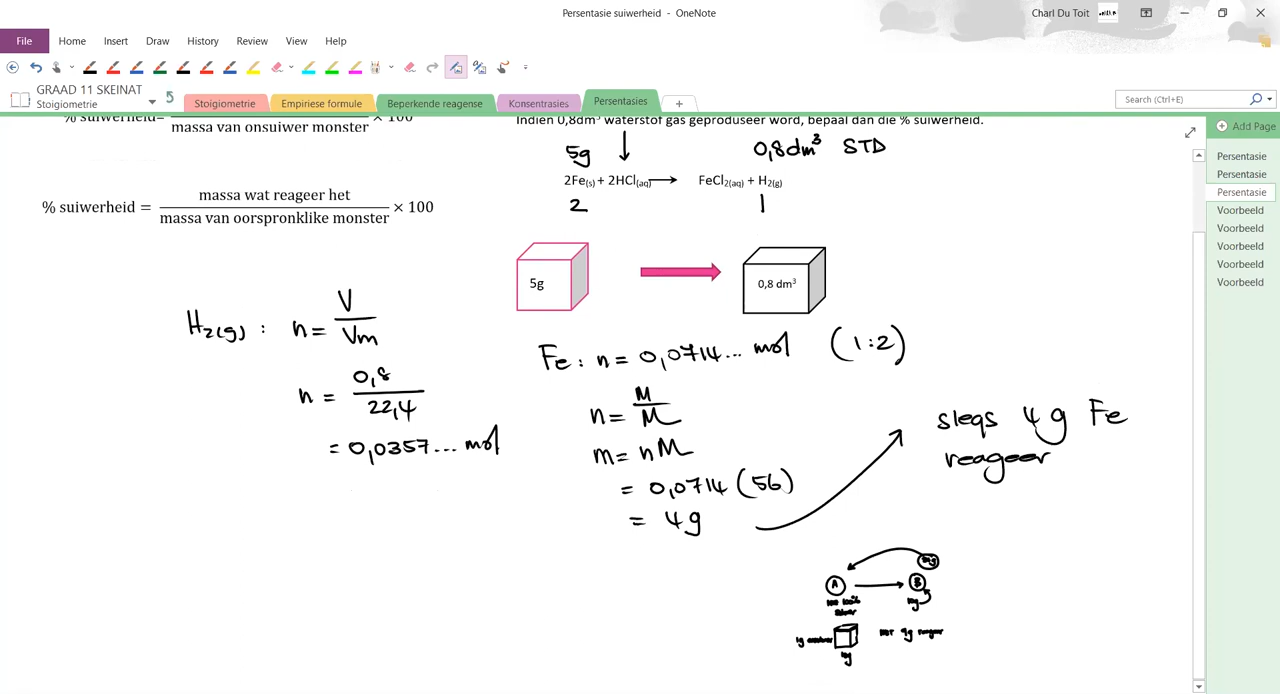 Persentasie suiwerheid - OneNote
Charl Du Toit
File Home Insert Draw History Review View Help
GRAAD 11 SKEINAT
Stoigiometrie
Stoigiometrie Empiriese formule Beperkende reagense Konsentrasies Persentasies +
Search (Ctrl+E)
Add Page
Persentasie
Persentasie
Persentasie
Voorbeeld
Voorbeeld
Voorbeeld
Voorbeeld
Voorbeeld
% suiwerheid= / massa van onsuiwer monster × 100
% suiwerheid = massa wat reageer het / massa van oorspronklike monster × 100
Indien 0,8dm³ waterstof gas geproduseer word, bepaal dan die % suiwerheid.
5g ↓ 0,8dm³ STD
2Fe(s) + 2HCl(aq) → FeCl2(aq) + H2(g)
2 1
5g
0,8 dm³
H2(g) : n = V / Vm
n = 0,8 / 22,4
= 0,0357... mol
Fe : n = 0,0714... mol (1:2)
n = M / M
m = nM
= 0,0714 (56)
= 4g
slegs 4g Fe
reageer
A → B
100%
reageer